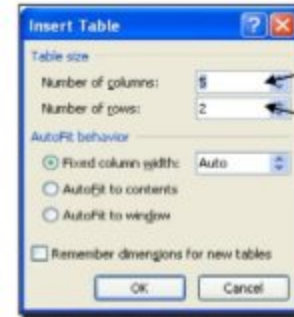 Insert Table
Table size
Number of columns: 5
Number of rows: 2
AutoFit behavior
Fixed column width: Auto
AutoFit to contents
AutoFit to window
Remember dimensions for new tables
OK Cancel